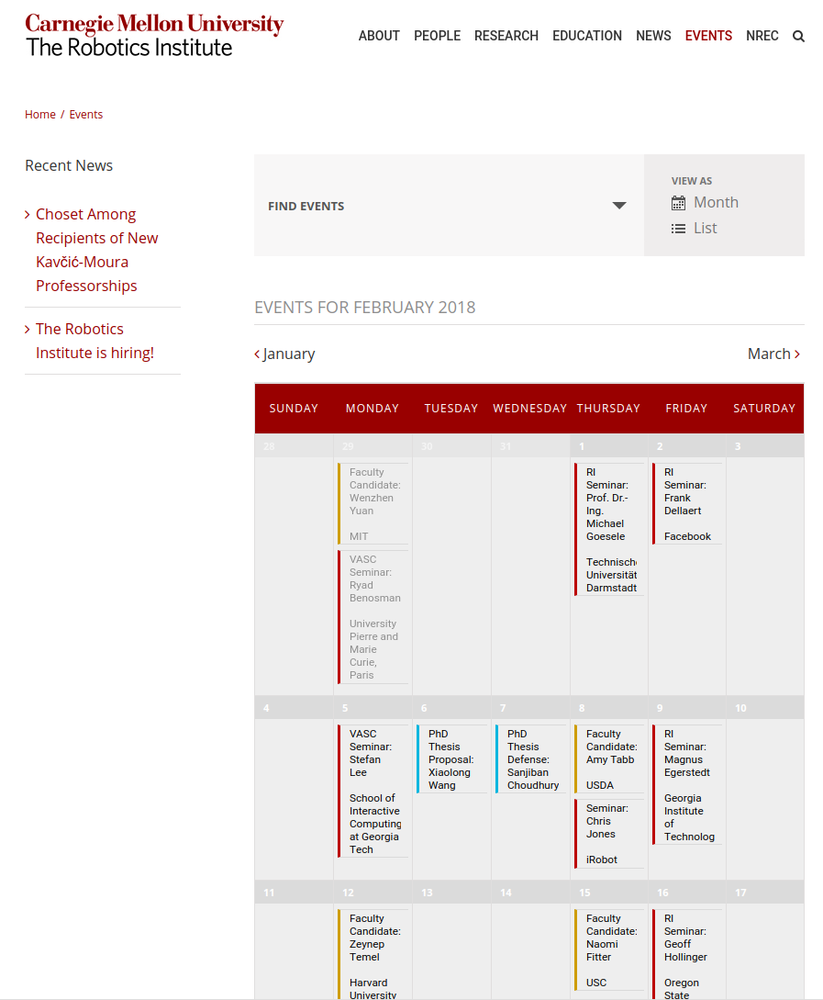 Carnegie Mellon University
The Robotics Institute
ABOUT PEOPLE RESEARCH EDUCATION NEWS EVENTS NREC
Home / Events
Recent News
Choset Among
Recipients of New
Kavčić-Moura
Professorships
The Robotics
Institute is hiring!
FIND EVENTS
VIEW AS
Month
List
EVENTS FOR FEBRUARY 2018
January
March
SUNDAY MONDAY TUESDAY WEDNESDAY THURSDAY FRIDAY SATURDAY
28 29 30 31 1 2 3
Faculty
Candidate:
Wenzhen
Yuan
MIT
VASC
Seminar:
Ryad
Benosman
University
Pierre and
Marie
Curie,
Paris
RI
Seminar:
Prof. Dr.-
Ing.
Michael
Goesele
Technische
Universität
Darmstadt
RI
Seminar:
Frank
Dellaert
Facebook
4 5 6 7 8 9 10
VASC
Seminar:
Stefan
Lee
School of
Interactive
Computing
at Georgia
Tech
PhD
Thesis
Proposal:
Xiaolong
Wang
PhD
Thesis
Defense:
Sanjiban
Choudhury
Faculty
Candidate:
Amy Tabb
USDA
Seminar:
Chris
Jones
iRobot
RI
Seminar:
Magnus
Egerstedt
Georgia
Institute
of
Technolog
11 12 13 14 15 16 17
Faculty
Candidate:
Zeynep
Temel
Harvard
University
Faculty
Candidate:
Naomi
Fitter
USC
RI
Seminar:
Geoff
Hollinger
Oregon
State